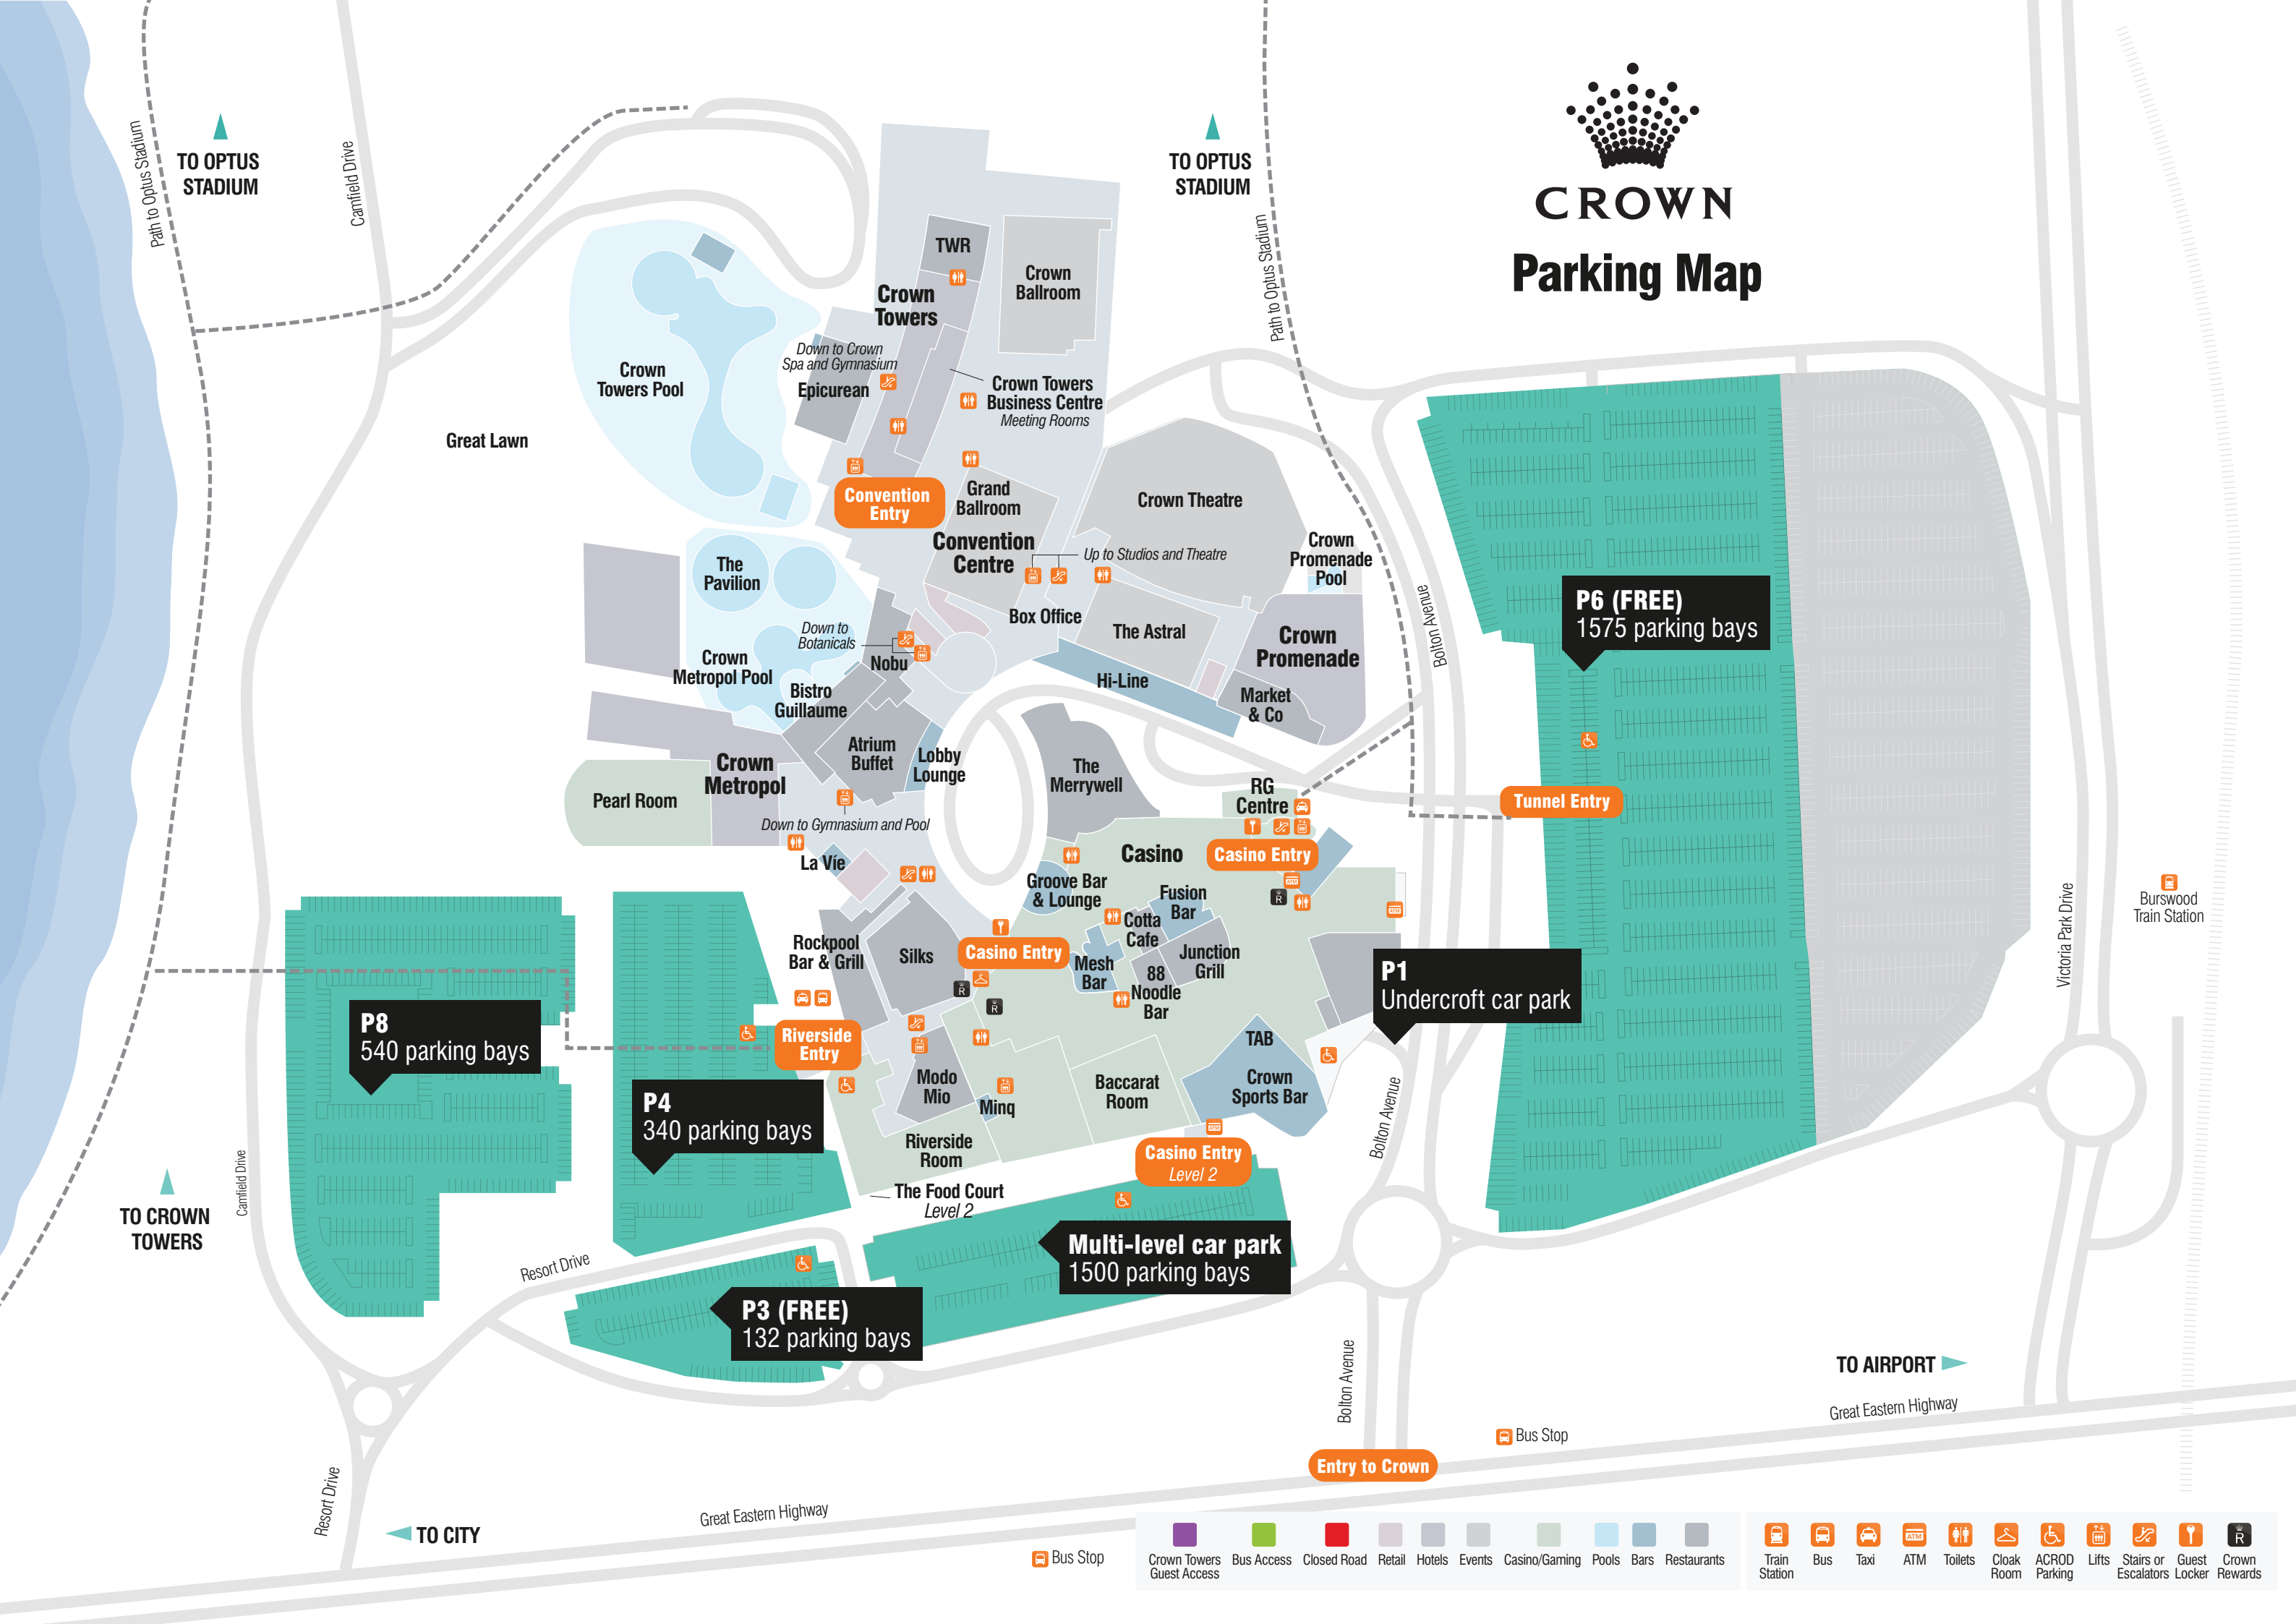 CROWN
Parking Map
TO OPTUS
STADIUM
TO OPTUS
STADIUM
Path to Optus Stadium
Camfield Drive
Path to Optus Stadium
TWR
Crown
Ballroom
Crown
Towers
Down to Crown
Spa and Gymnasium
Epicurean
Crown
Towers Pool
Crown Towers
Business Centre
Meeting Rooms
Great Lawn
Convention
Entry
Grand
Ballroom
Crown Theatre
Convention
Centre
Up to Studios and Theatre
Crown
Promenade
Pool
The
Pavilion
Box Office
The Astral
Crown
Promenade
Bolton Avenue
P6 (FREE)
1575 parking bays
Down to
Botanicals
Nobu
Crown
Metropol Pool
Bistro
Guillaume
Hi-Line
Market
& Co
Atrium
Buffet
Lobby
Lounge
Crown
Metropol
The
Merrywell
Pearl Room
RG
Centre
Tunnel Entry
Down to Gymnasium and Pool
La Víe
Casino
Casino Entry
Groove Bar
& Lounge
Fusion
Bar
Cotta
Cafe
ATM
R
ATM
Burswood
Train Station
Victoria Park Drive
Rockpool
Bar & Grill
Silks
Casino Entry
Mesh
Bar
Junction
Grill
88
Noodle
Bar
R
R
P1
Undercroft car park
P8
540 parking bays
Riverside
Entry
TAB
Crown
Sports Bar
Modo
Mio
Minq
Baccarat
Room
P4
340 parking bays
Bolton Avenue
ATM
Riverside
Room
Casino Entry
Level 2
The Food Court
Level 2
Camfield Drive
TO CROWN
TOWERS
Multi-level car park
1500 parking bays
Resort Drive
P3 (FREE)
132 parking bays
TO AIRPORT
Bolton Avenue
Great Eastern Highway
Bus Stop
Entry to Crown
Resort Drive
Great Eastern Highway
TO CITY
Bus Stop
Crown Towers
Guest Access
Bus Access
Closed Road
Retail
Hotels
Events
Casino/Gaming
Pools
Bars
Restaurants
Train
Station
Bus
Taxi
ATM
ATM
Toilets
Cloak
Room
ACROD
Parking
Lifts
Stairs or
Escalators
Guest
Locker
R
Crown
Rewards